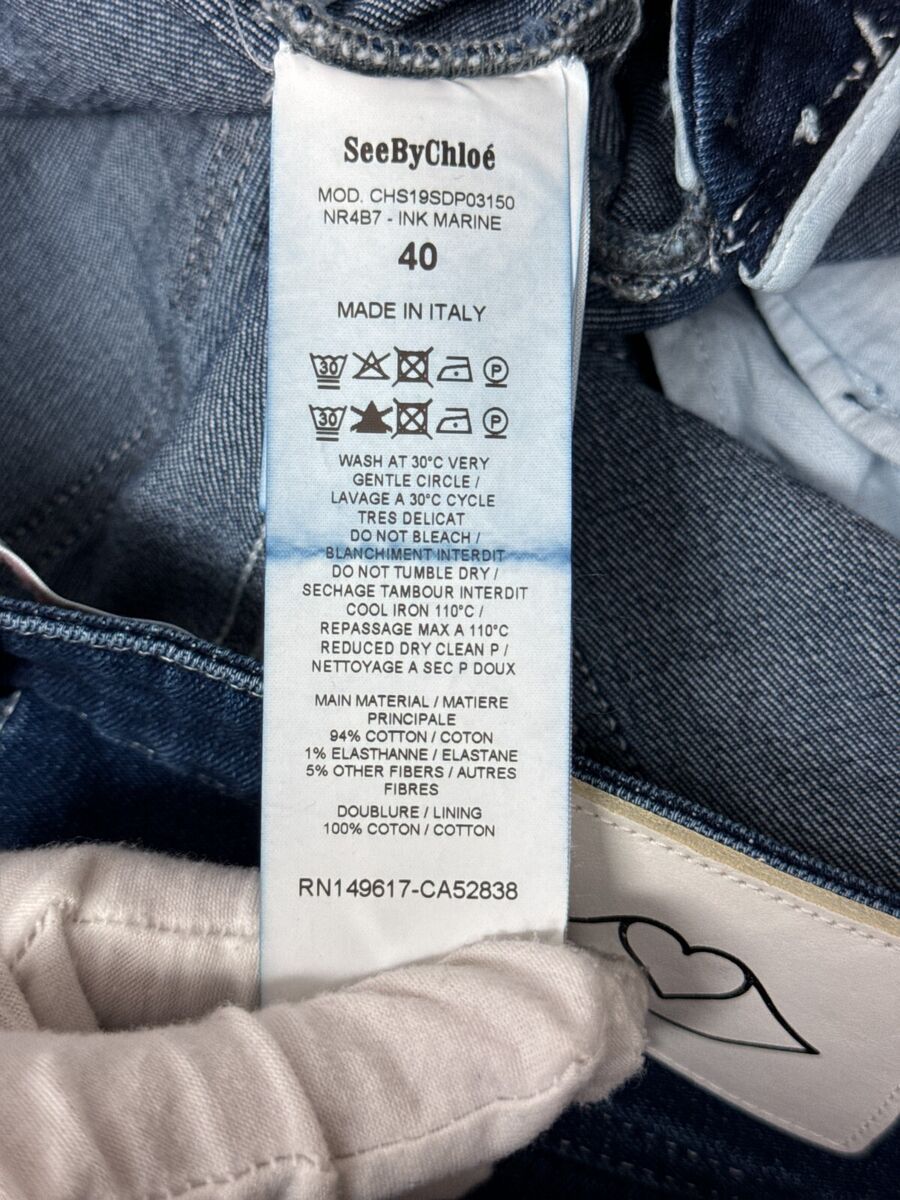 SeeByChloé
MOD. CHS19SDP03150
NR4B7 - INK MARINE
40
MADE IN ITALY
30 P
30 P
WASH AT 30°C VERY
GENTLE CIRCLE /
LAVAGE A 30°C CYCLE
TRES DELICAT
DO NOT BLEACH /
BLANCHIMENT INTERDIT
DO NOT TUMBLE DRY /
SECHAGE TAMBOUR INTERDIT
COOL IRON 110°C /
REPASSAGE MAX A 110°C
REDUCED DRY CLEAN P /
NETTOYAGE A SEC P DOUX
MAIN MATERIAL / MATIERE
PRINCIPALE
94% COTTON / COTON
1% ELASTHANNE / ELASTANE
5% OTHER FIBERS / AUTRES
FIBRES
DOUBLURE / LINING
100% COTON / COTTON
RN149617-CA52838